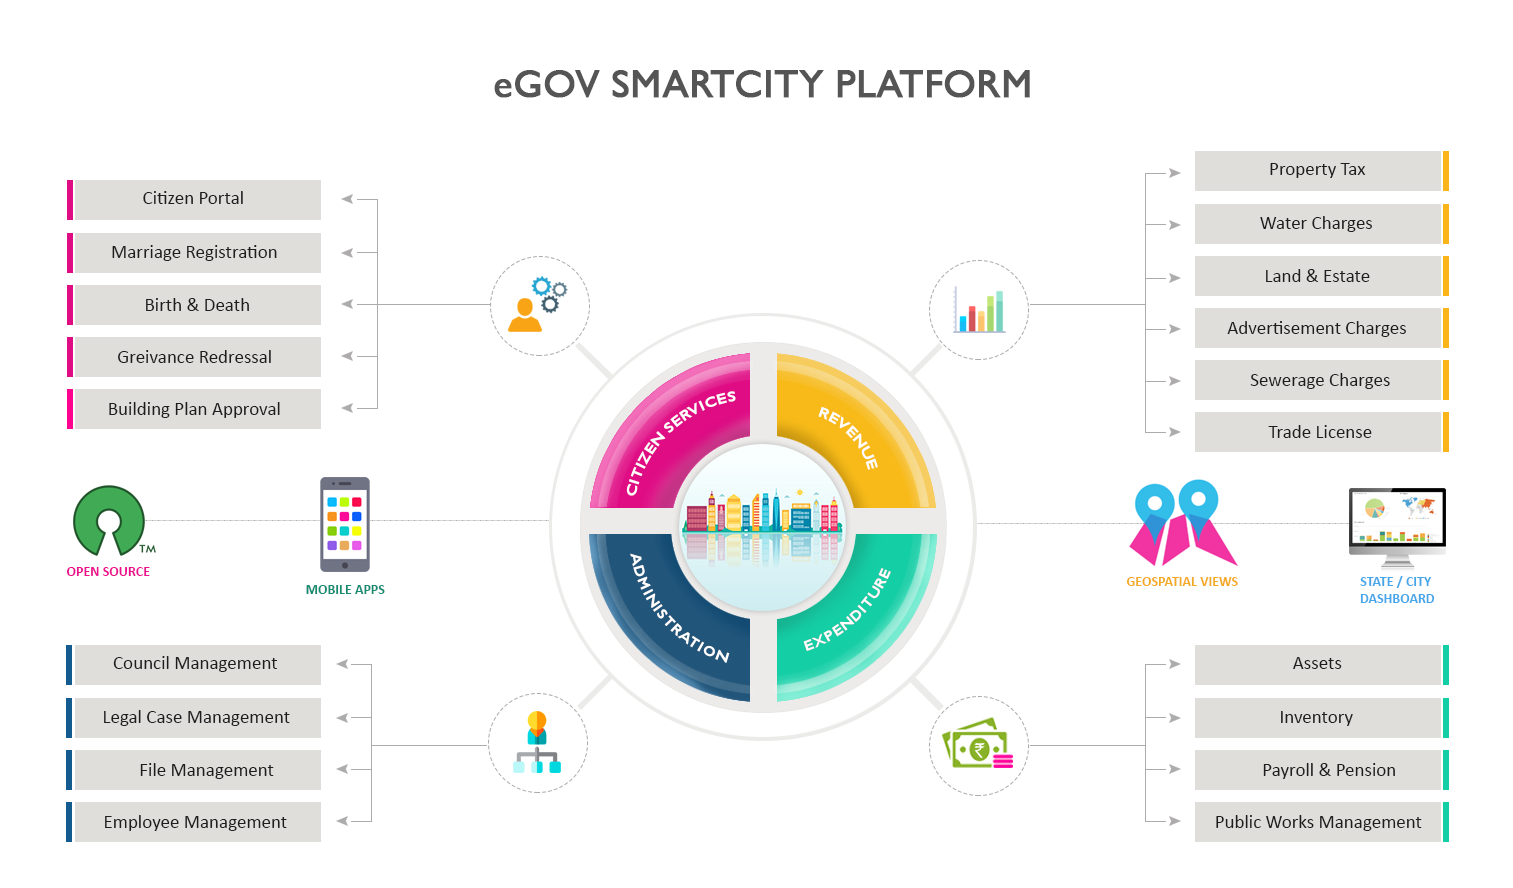 eGOV SMARTCITY PLATFORM
Citizen Portal
Marriage Registration
Birth & Death
Greivance Redressal
Building Plan Approval
Property Tax
Water Charges
Land & Estate
Advertisement Charges
Sewerage Charges
Trade License
CITIZEN SERVICES
REVENUE
ADMINISTRATION
EXPENDITURE
TM
OPEN SOURCE
MOBILE APPS
GEOSPATIAL VIEWS
STATE / CITY
DASHBOARD
Council Management
Legal Case Management
File Management
Employee Management
₹
Assets
Inventory
Payroll & Pension
Public Works Management